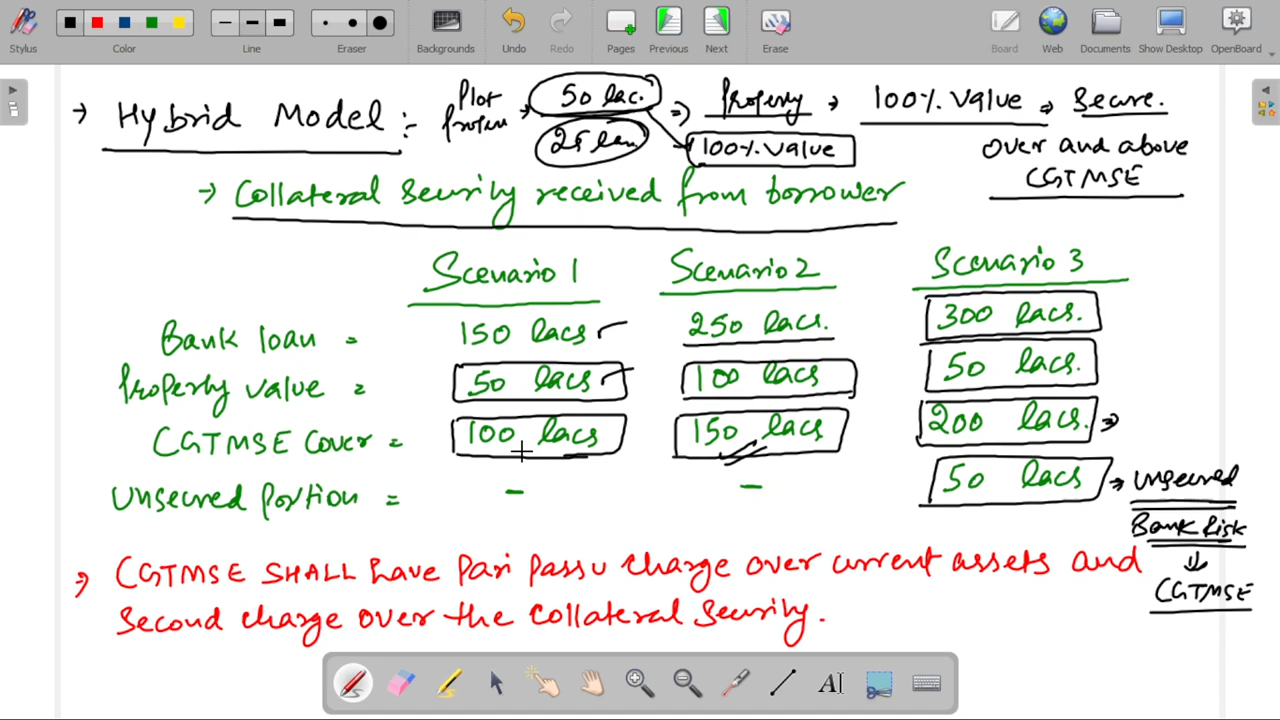 Stylus Color Line Eraser Backgrounds Undo Redo Pages Previous Next Erase Board Web Documents Show Desktop OpenBoard
→ Hybrid Model :- Plot 50 lac. ⇒ Property → 100% Value → Secure.
25 lac 100% Value over and above
CGTMSE
→ Collateral Security received from borrower
Scenario 1 Scenario 2 Scenario 3
Bank loan = 150 lacs 250 lacs. 300 lacs.
Property value = 50 lacs 100 lacs 50 lacs.
CGTMSE Cover = 100 lacs 150 lacs 200 lacs. ⇒
Unsecured Portion = - - 50 lacs → Unsecured
Bank Risk
⇓
CGTMSE
⇒ CGTMSE SHALL have Pari Passu charge over current assets and
Second charge over the Collateral Security.
AI